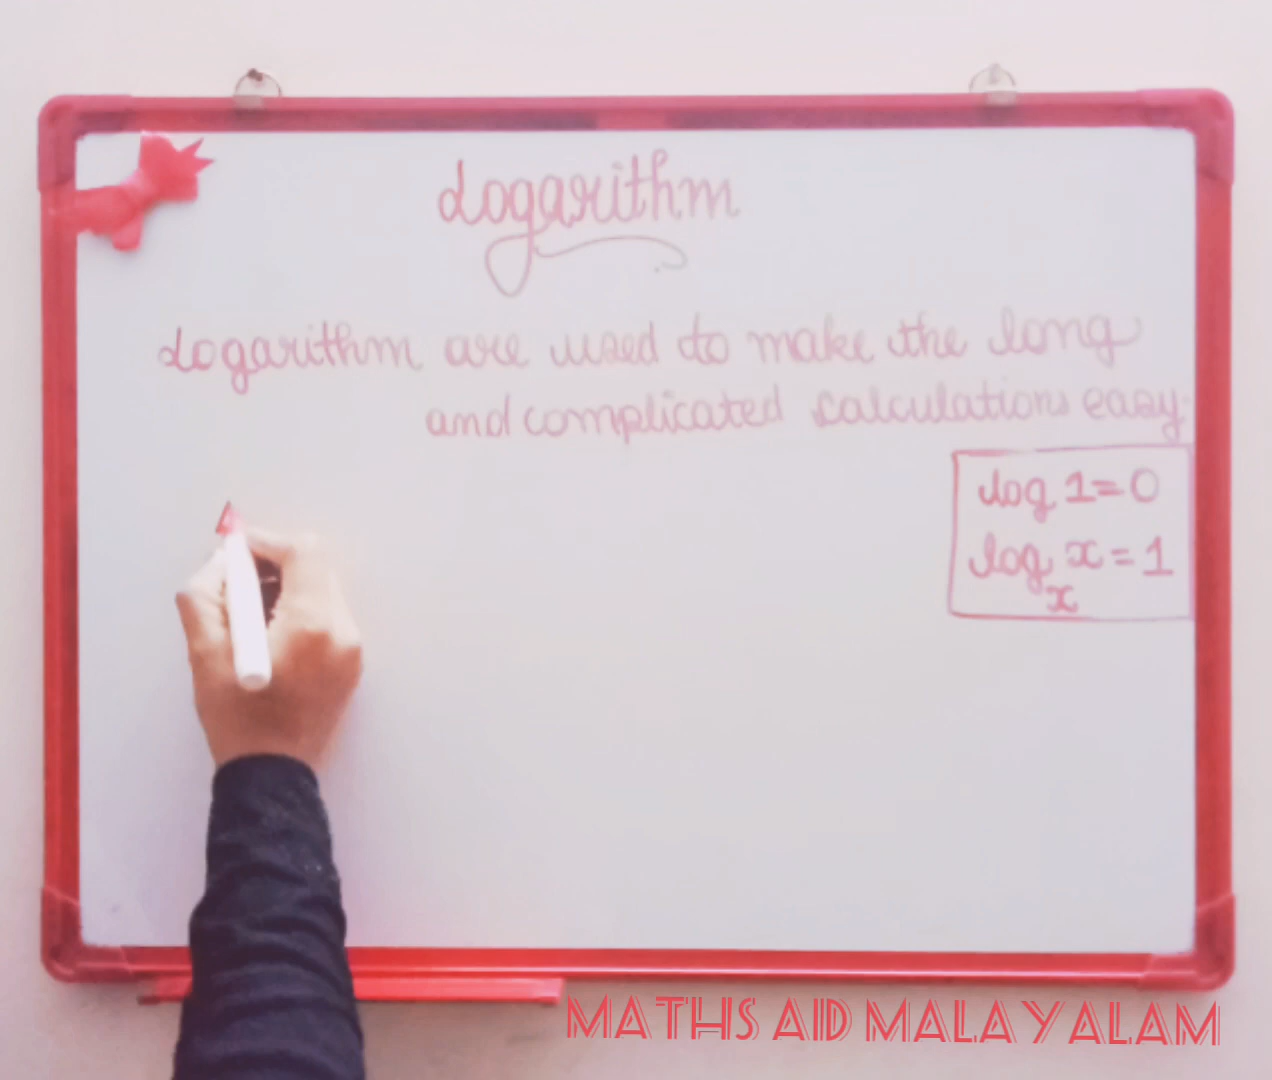 Logarithm
Logarithm are used to make the long
and complicated calculations easy.
log 1 = 0
logₓ x = 1
MATHS AID MALAYALAM